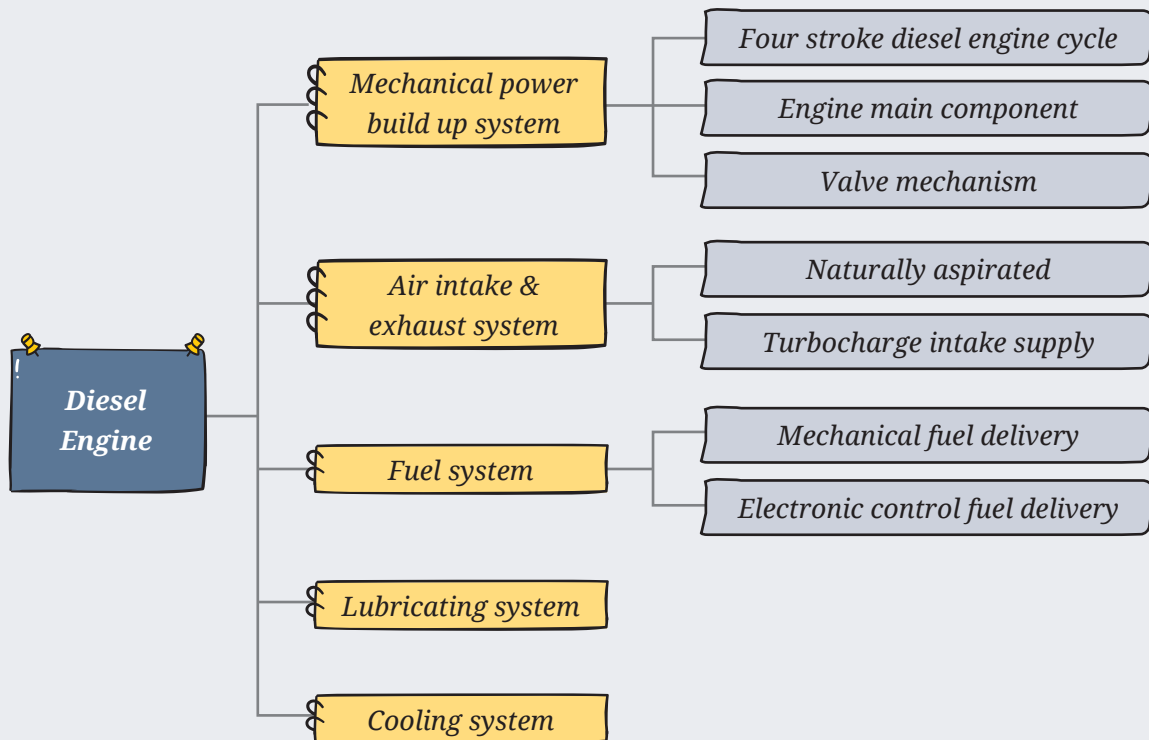 Diesel
Engine
Mechanical power
build up system
Four stroke diesel engine cycle
Engine main component
Valve mechanism
Air intake &
exhaust system
Naturally aspirated
Turbocharge intake supply
Fuel system
Mechanical fuel delivery
Electronic control fuel delivery
Lubricating system
Cooling system